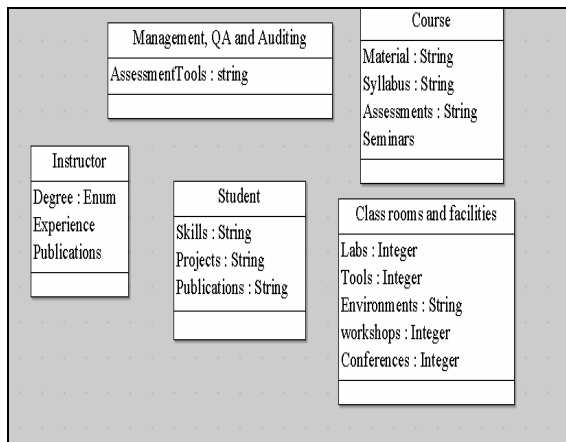 Management, QA and Auditing
AssessmentTools : string
Course
Material : String
Syllabus : String
Assessments : String
Seminars
Instructor
Degree : Enum
Experience
Publications
Student
Skills : String
Projects : String
Publications : String
Class rooms and facilities
Labs : Integer
Tools : Integer
Environments : String
workshops : Integer
Conferences : Integer